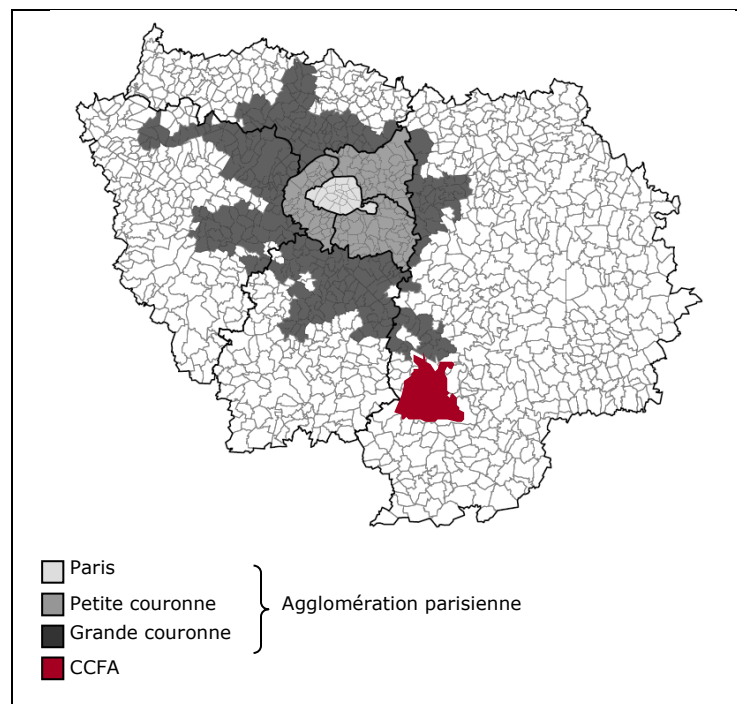 Paris
Petite couronne
Agglomération parisienne
Grande couronne
CCFA